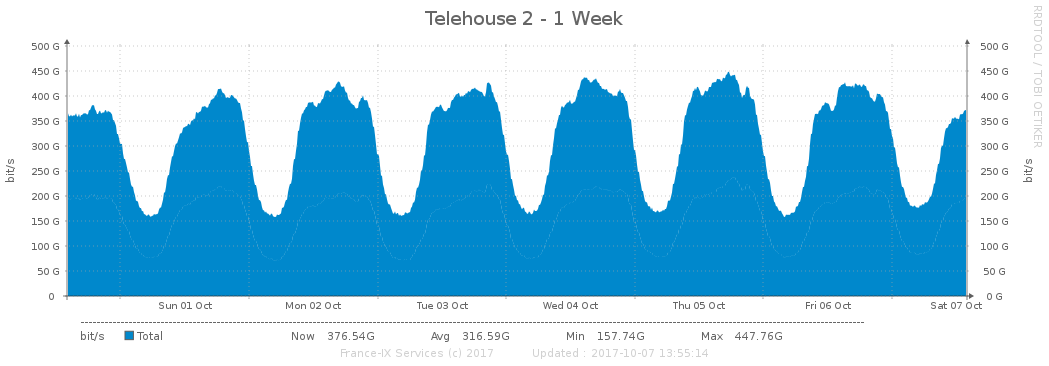 Telehouse 2 - 1 Week
RRDTOOL / TOBI OETIKER
500 G 500 G
450 G 450 G
400 G 400 G
350 G 350 G
300 G 300 G
250 G 250 G
200 G 200 G
150 G 150 G
100 G 100 G
50 G 50 G
0 0 G
bit/s bit/s
Sun 01 Oct Mon 02 Oct Tue 03 Oct Wed 04 Oct Thu 05 Oct Fri 06 Oct Sat 07 Oct
bit/s Total Now 376.54G Avg 316.59G Min 157.74G Max 447.76G
France-IX Services (c) 2017 Updated : 2017-10-07 13:55:14